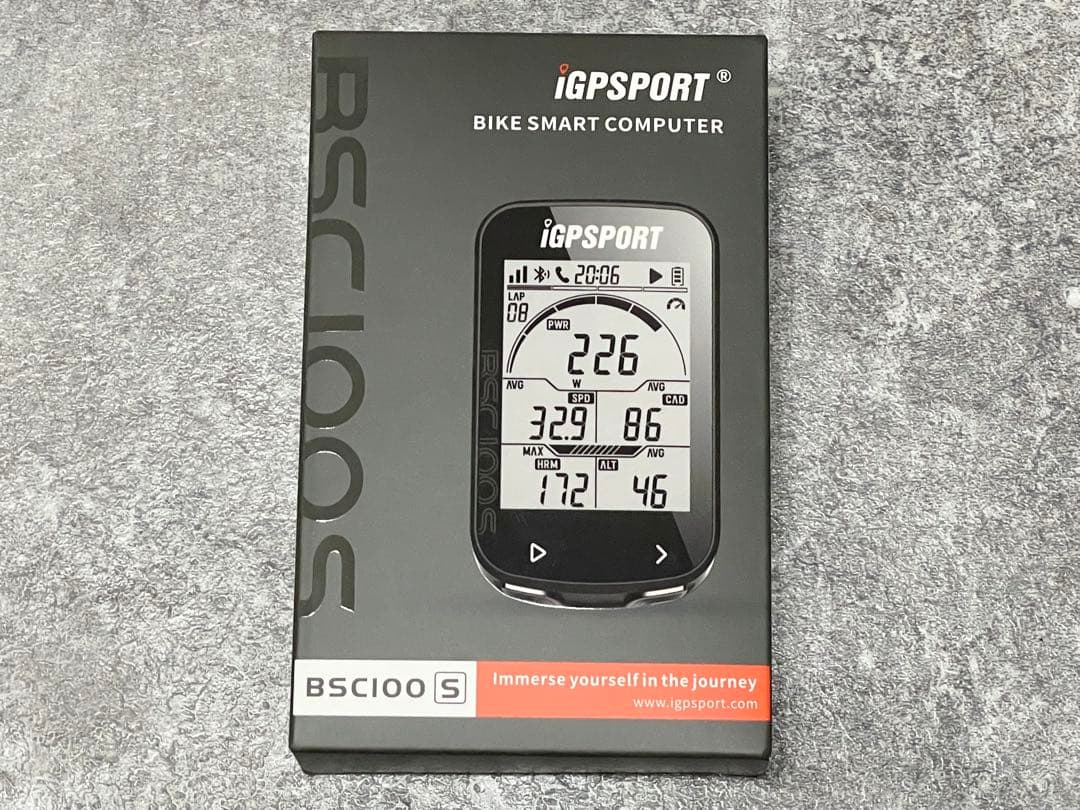 iGPSPORT®
BIKE SMART COMPUTER
BSC100S
iGPSPORT
20:06
LAP
08
PWR
226
AVG W AVG
SPD CAD
32.9 86
MAX AVG
HRM ALT
172 46
BSC100S
BSC100 S
Immerse yourself in the journey
www.igpsport.com